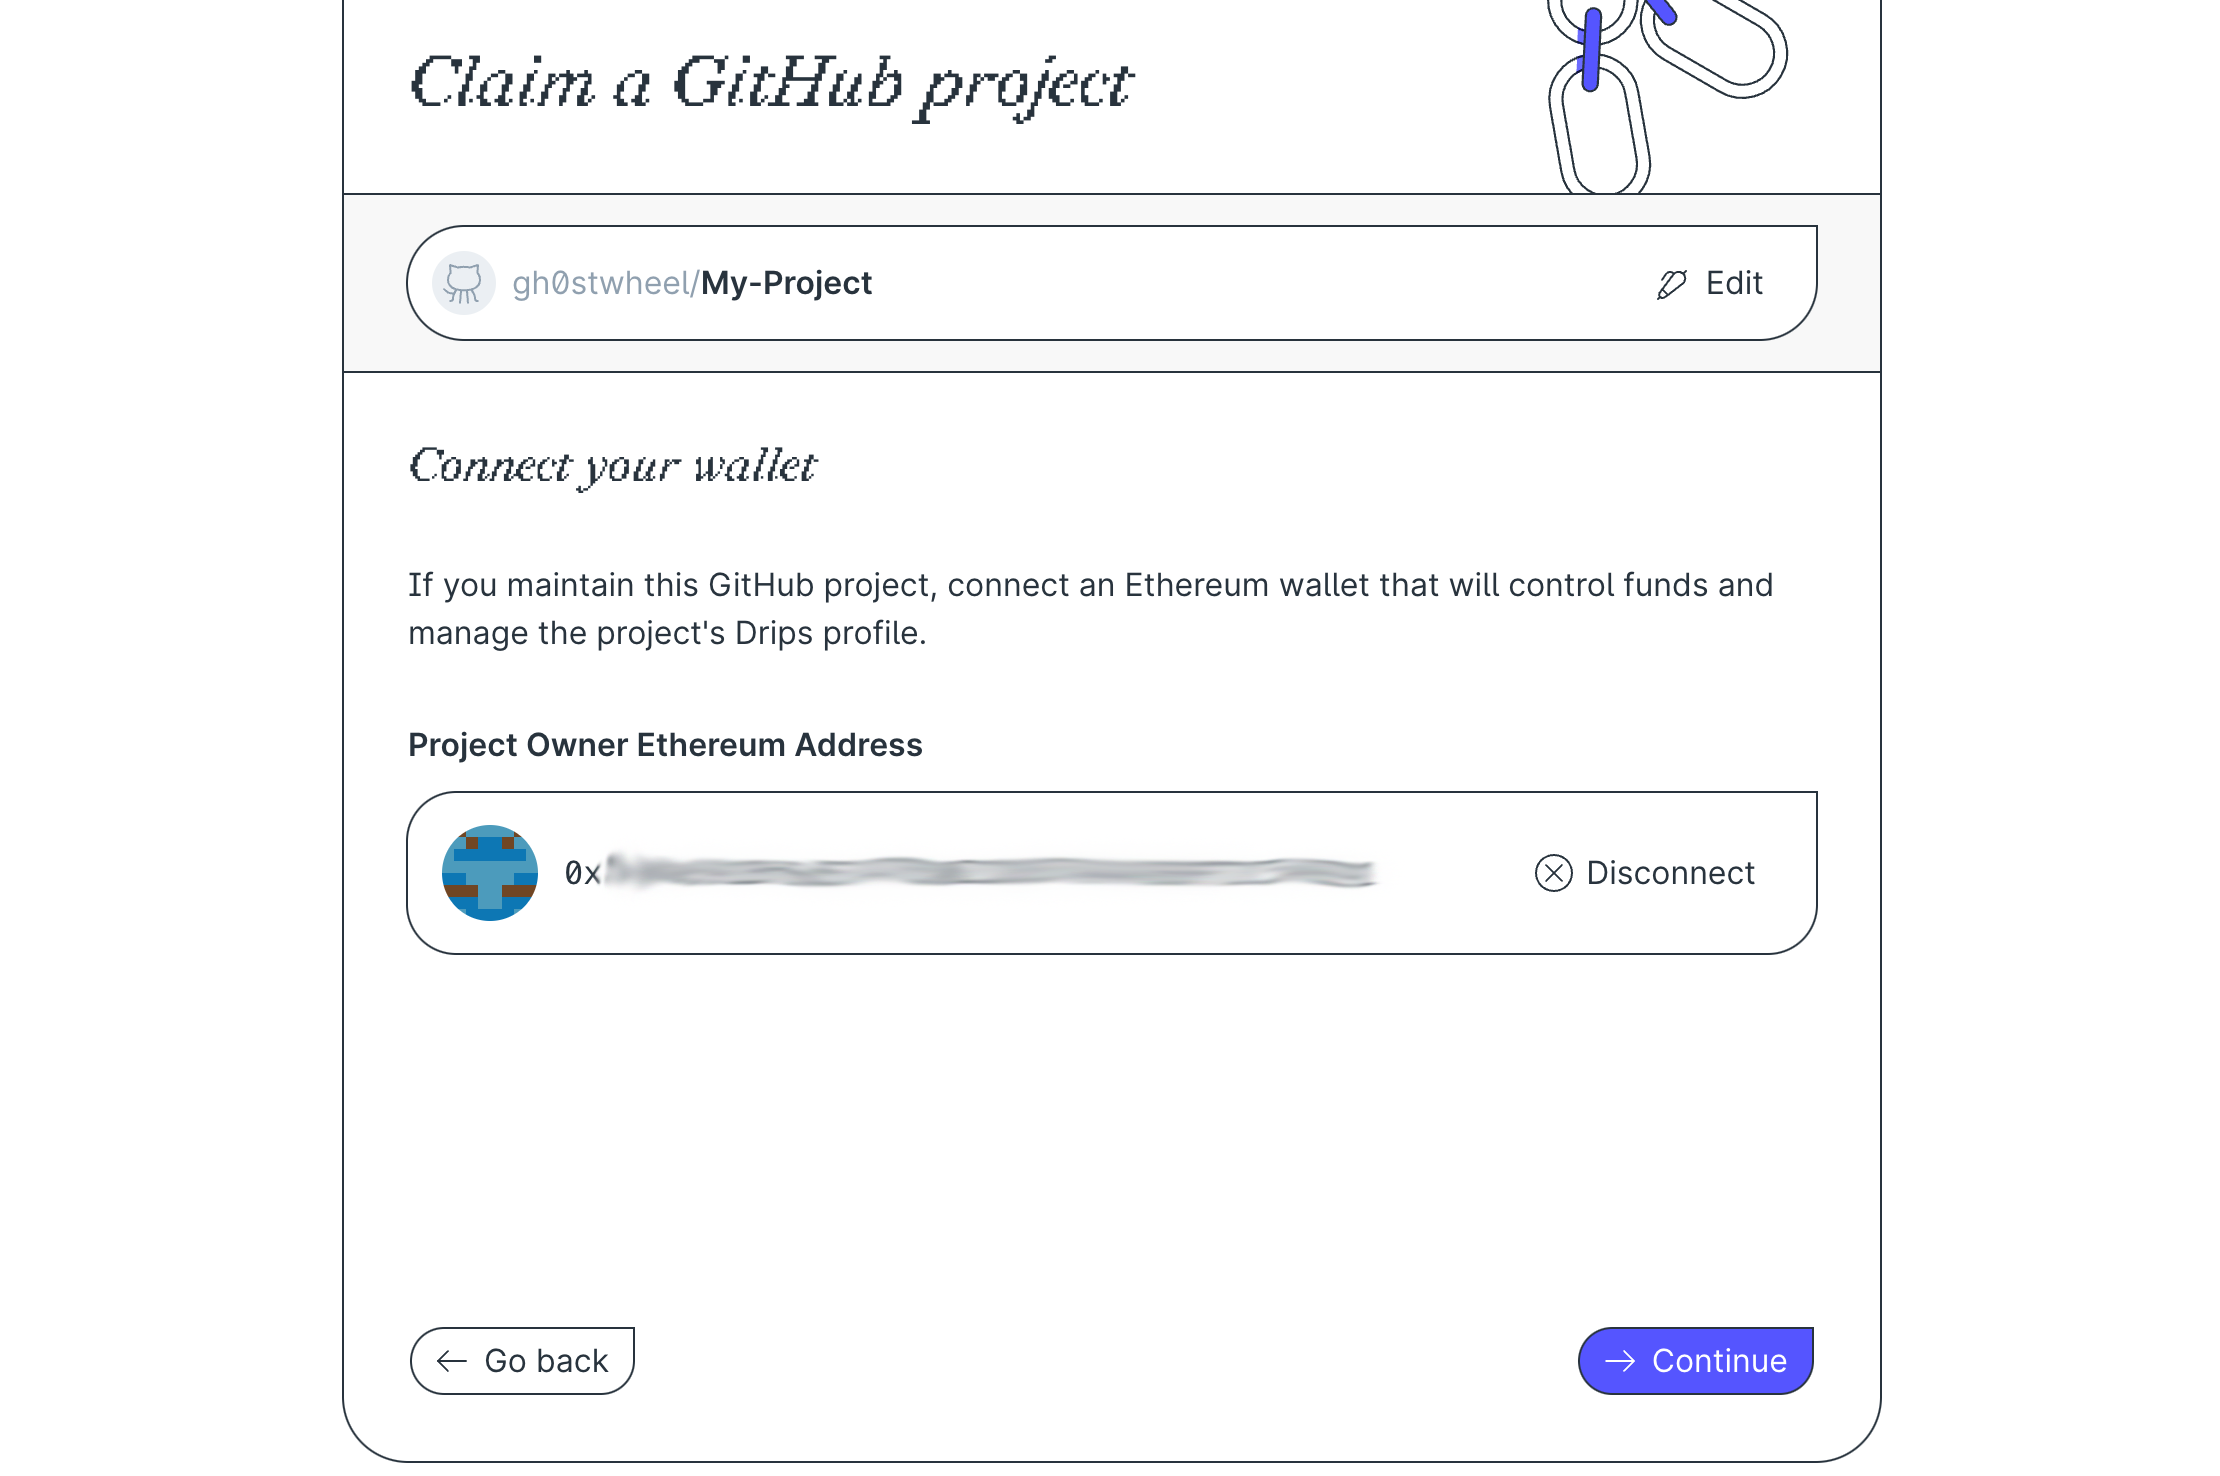 Claim a GitHub project
gh0stwheel/My-Project
Edit
Connect your wallet
If you maintain this GitHub project, connect an Ethereum wallet that will control funds and
manage the project's Drips profile.
Project Owner Ethereum Address
0x
Disconnect
Go back
Continue